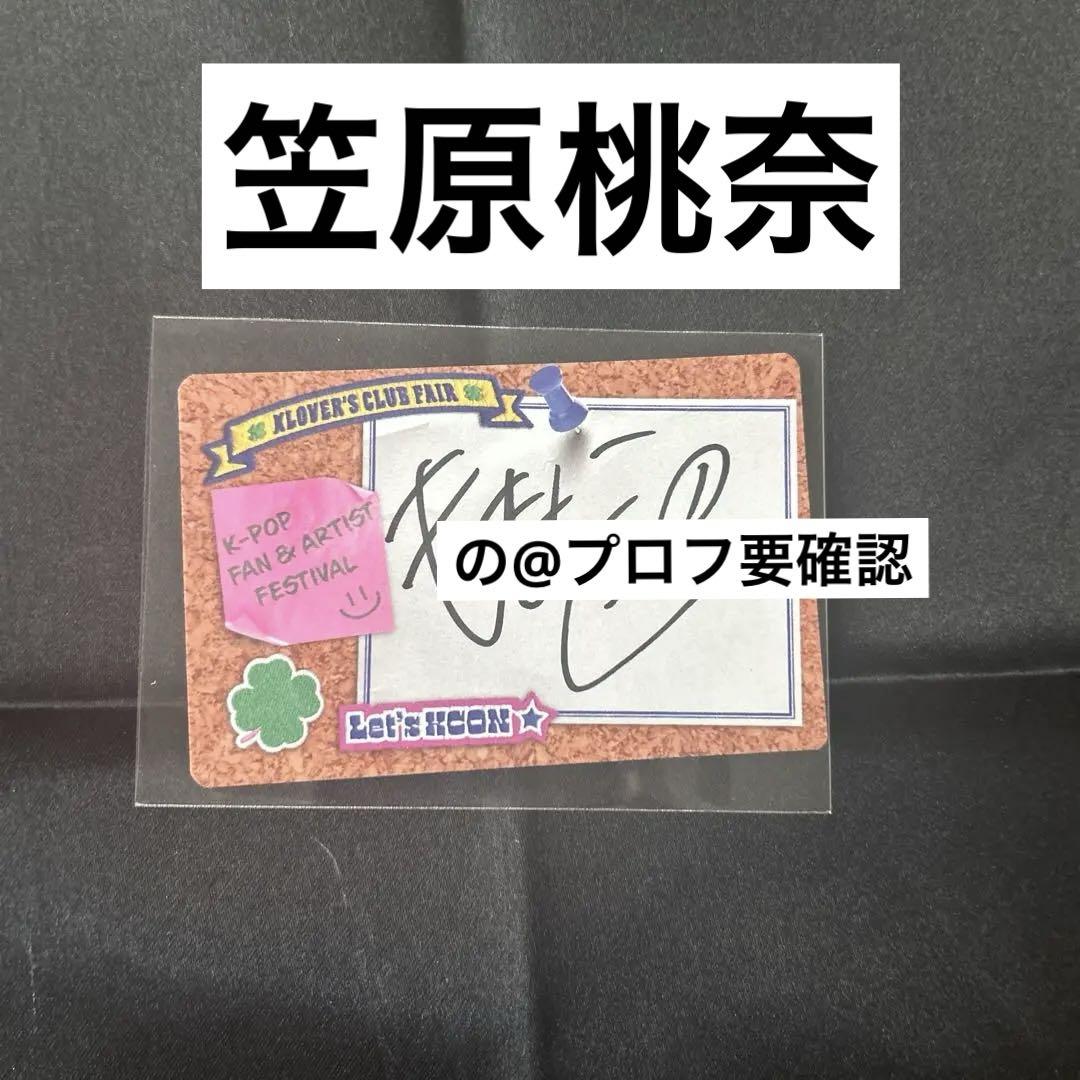 笠原桃奈
KLOVER'S CLUB FAIR
K-POP
FAN & ARTIST
FESTIVAL
の@プロフ要確認
Let's KCON